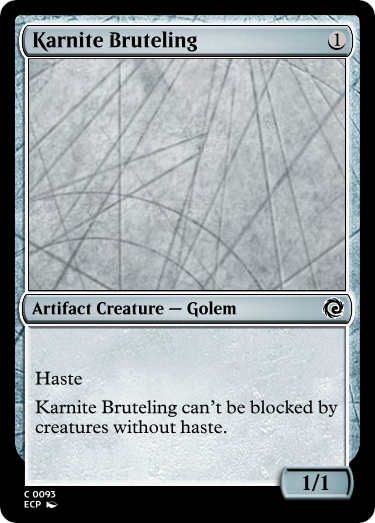 Karnite Bruteling 1
Artifact Creature — Golem
Haste
Karnite Bruteling can't be blocked by
creatures without haste.
1/1
C 0093
ECP